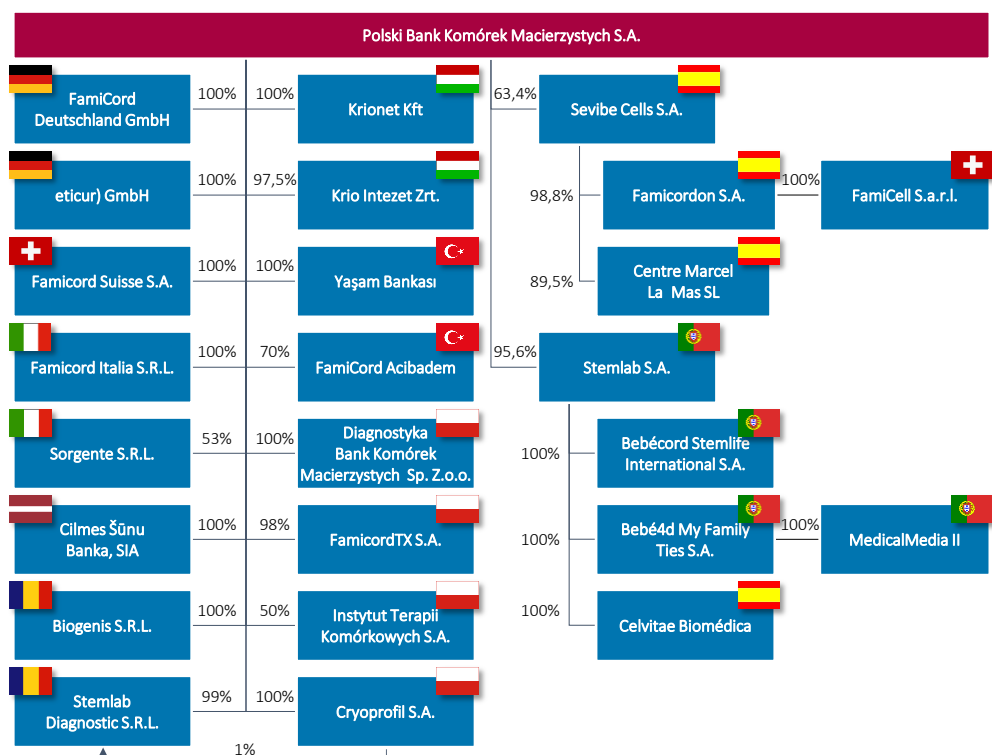 Polski Bank Komórek Macierzystych S.A.
FamiCord
Deutschland GmbH
100%
100%
Krionet Kft
63,4%
Sevibe Cells S.A.
eticur) GmbH
100%
97,5%
Krio Intezet Zrt.
98,8%
Famicordon S.A.
100%
FamiCell S.a.r.l.
Famicord Suisse S.A.
100%
100%
Yaşam Bankası
89,5%
Centre Marcel
La Mas SL
Famicord Italia S.R.L.
100%
70%
FamiCord Acibadem
95,6%
Stemlab S.A.
Sorgente S.R.L.
53%
100%
Diagnostyka
Bank Komórek
Macierzystych Sp. Z.o.o.
100%
Bebécord Stemlife
International S.A.
Cilmes Šūnu
Banka, SIA
100%
98%
FamicordTX S.A.
100%
Bebé4d My Family
Ties S.A.
100%
MedicalMedia II
Biogenis S.R.L.
100%
50%
Instytut Terapii
Komórkowych S.A.
100%
Celvitae Biomédica
Stemlab
Diagnostic S.R.L.
99%
100%
Cryoprofil S.A.
1%